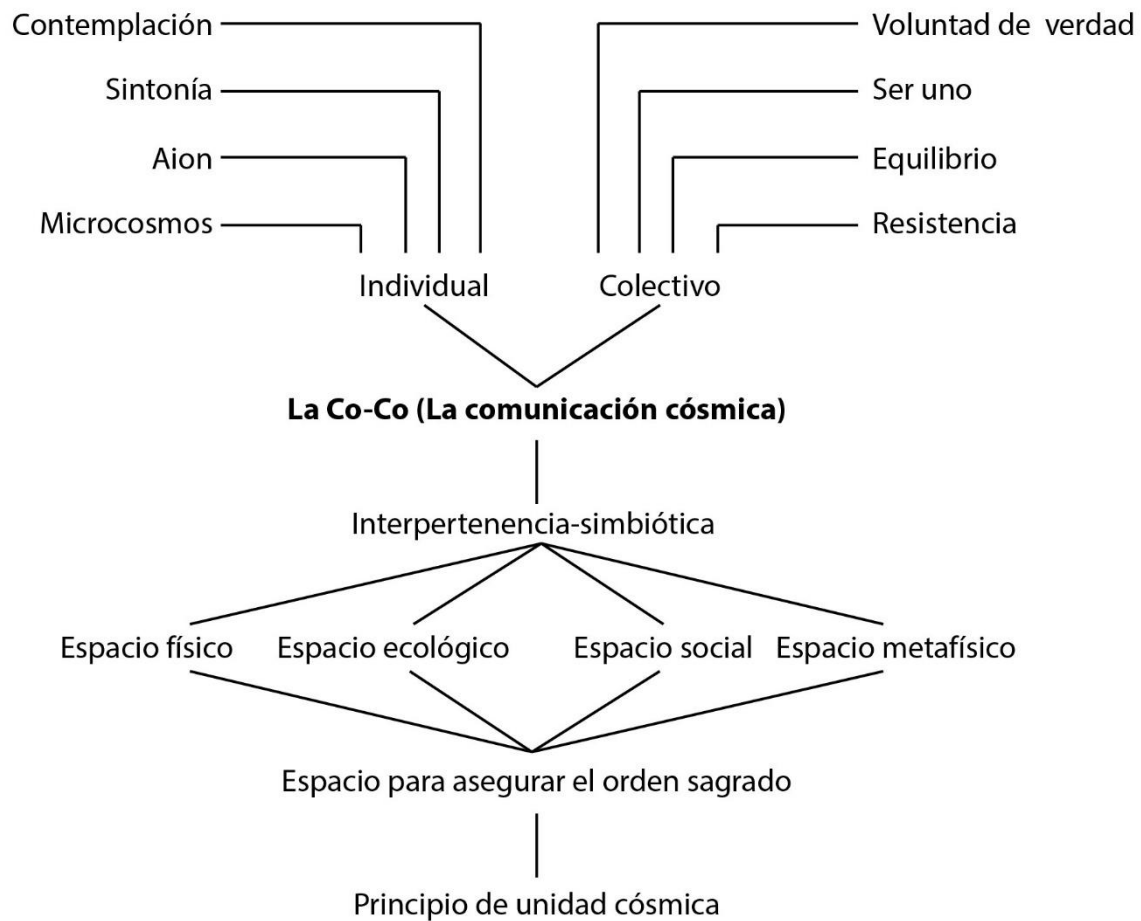 Contemplación
Voluntad de verdad
Sintonía
Ser uno
Aion
Equilibrio
Microcosmos
Resistencia
Individual
Colectivo
La Co-Co (La comunicación cósmica)
Interpertenencia-simbiótica
Espacio físico
Espacio ecológico
Espacio social
Espacio metafísico
Espacio para asegurar el orden sagrado
Principio de unidad cósmica